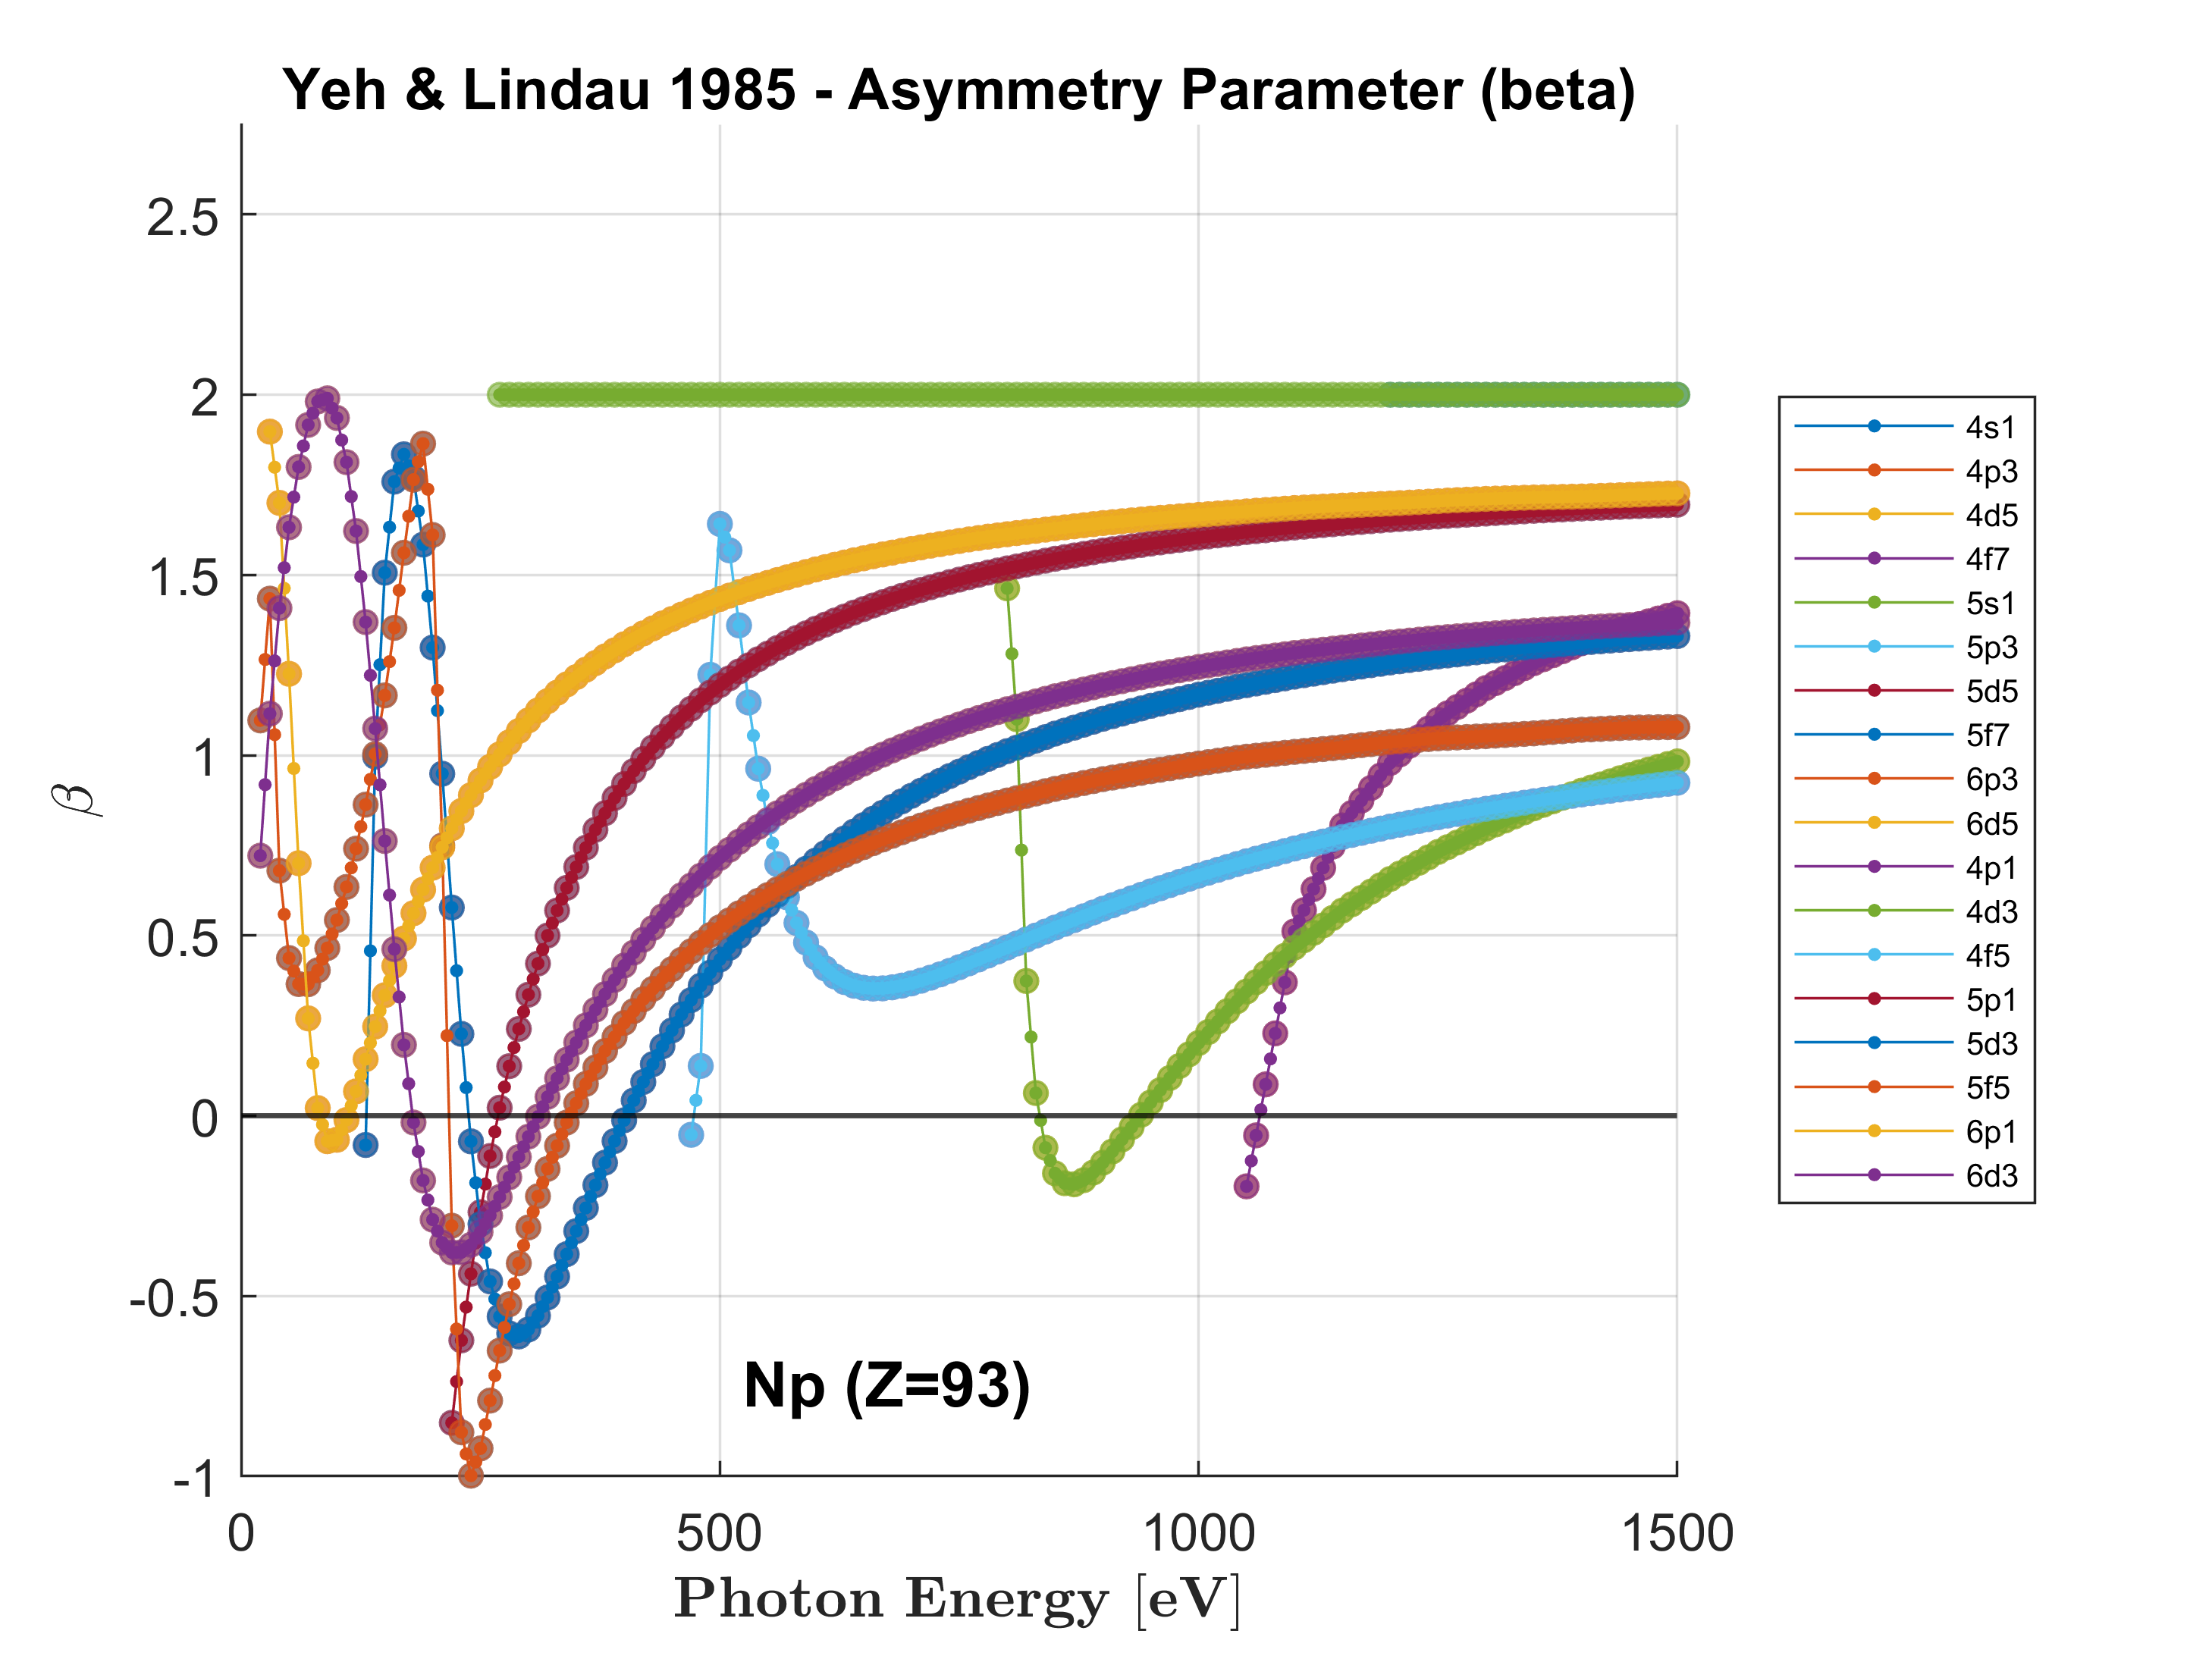 Yeh & Lindau 1985 - Asymmetry Parameter (beta)
2.5
2
1.5
1
0.5
0
-0.5
-1
β
0
500
1000
1500
Photon Energy [eV]
Np (Z=93)
4s1
4p3
4d5
4f7
5s1
5p3
5d5
5f7
6p3
6d5
4p1
4d3
4f5
5p1
5d3
5f5
6p1
6d3